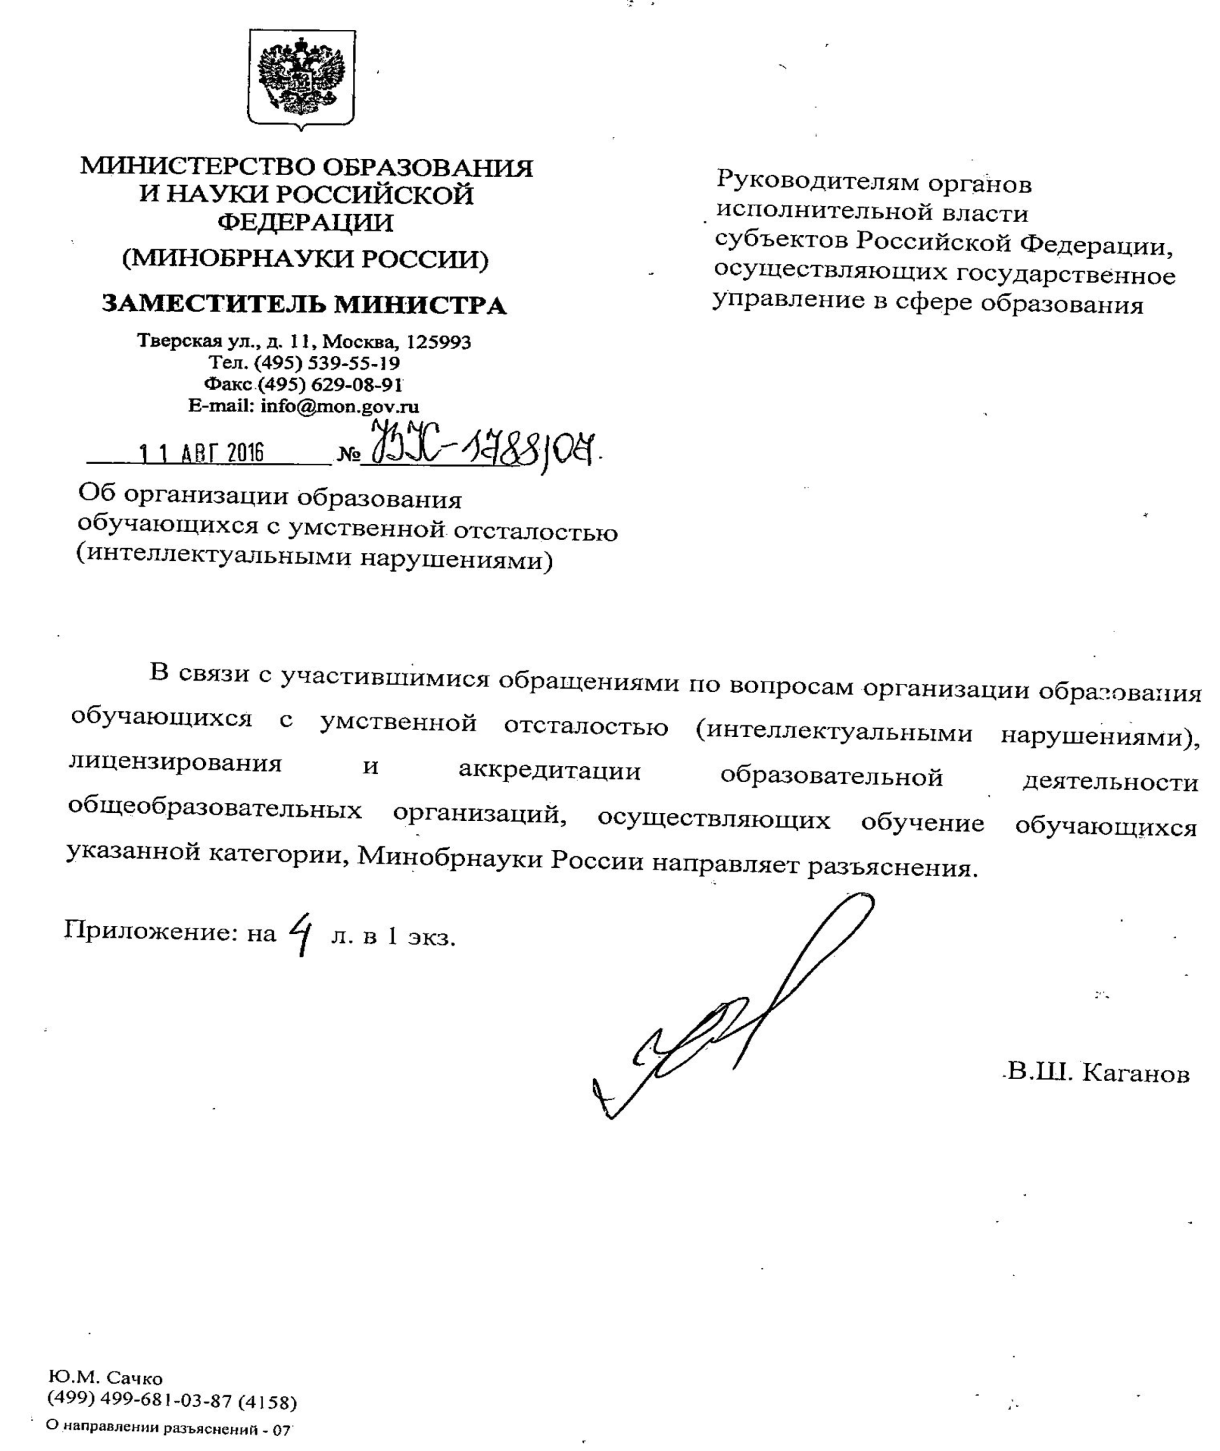 МИНИСТЕРСТВО ОБРАЗОВАНИЯ
И НАУКИ РОССИЙСКОЙ
ФЕДЕРАЦИИ
(МИНОБРНАУКИ РОССИИ)
ЗАМЕСТИТЕЛЬ МИНИСТРА
Тверская ул., д. 11, Москва, 125993
Тел. (495) 539-55-19
Факс (495) 629-08-91
E-mail: info@mon.gov.ru
11 АВГ 2016 № ВК-1788/07.
Руководителям органов
исполнительной власти
субъектов Российской Федерации,
осуществляющих государственное
управление в сфере образования
Об организации образования
обучающихся с умственной отсталостью
(интеллектуальными нарушениями)
В связи с участившимися обращениями по вопросам организации образования
обучающихся с умственной отсталостью (интеллектуальными нарушениями),
лицензирования и аккредитации образовательной деятельности
общеобразовательных организаций, осуществляющих обучение обучающихся
указанной категории, Минобрнауки России направляет разъяснения.
Приложение: на 4 л. в 1 экз.
В.Ш. Каганов
Ю.М. Сачко
(499) 499-681-03-87 (4158)
О направлении разъяснений - 07